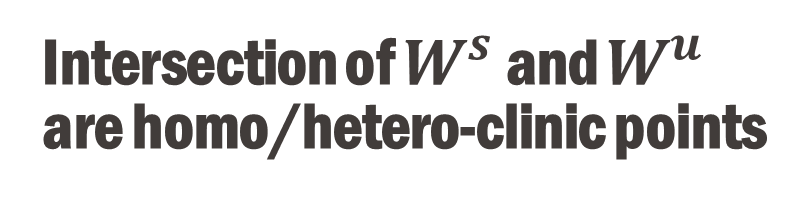 Intersection of $W^s$ and $W^u$
are homo/hetero-clinic points